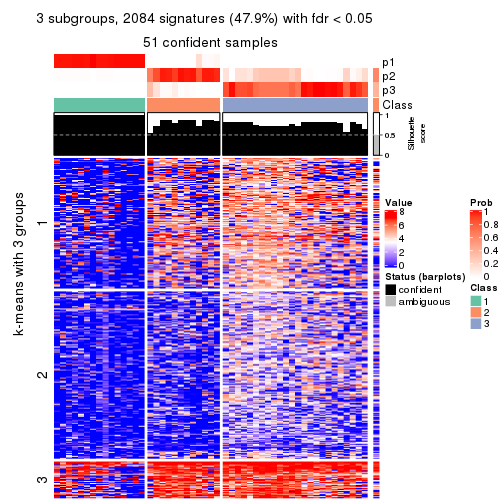 3 subgroups, 2084 signatures (47.9%) with fdr < 0.05
51 confident samples
p1
p2
p3
Class
1
0.5
0
Silhouette
score
k-means with 3 groups
1
2
3
Value
8
6
4
2
0
Status (barplots)
confident
ambiguous
Prob
1
0.8
0.6
0.4
0.2
0
Class
1
2
3